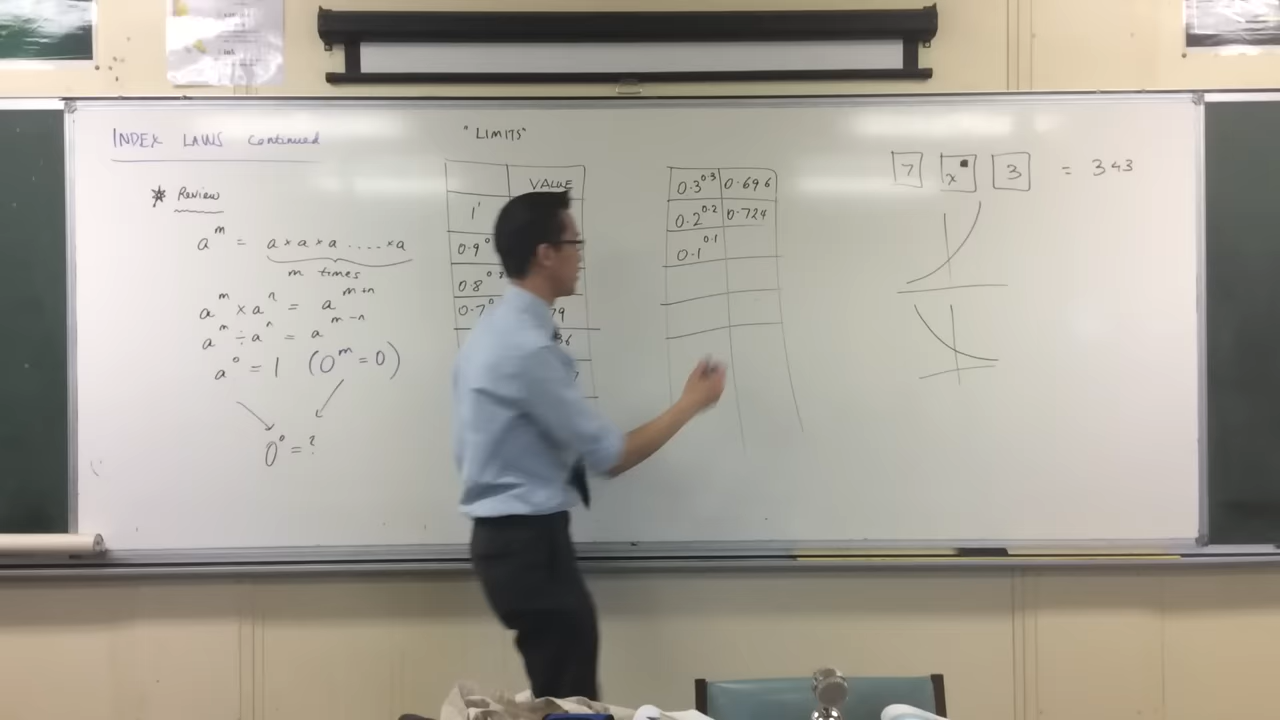 INDEX LAWS continued
* Review
a^m = a × a × a .... × a
m times
a^m × a^n = a^{m+n}
a^m ÷ a^n = a^{m-n}
a^0 = 1 (0^m = 0)
0^0 = ?
"LIMITS"
VALUE
1^1
0.9^0
0.8^{0.8}
0.7^0 79
36
7
0.3^{0.3} 0.696
0.2^{0.2} 0.724
0.1^{0.1}
7 x^■ 3 = 343